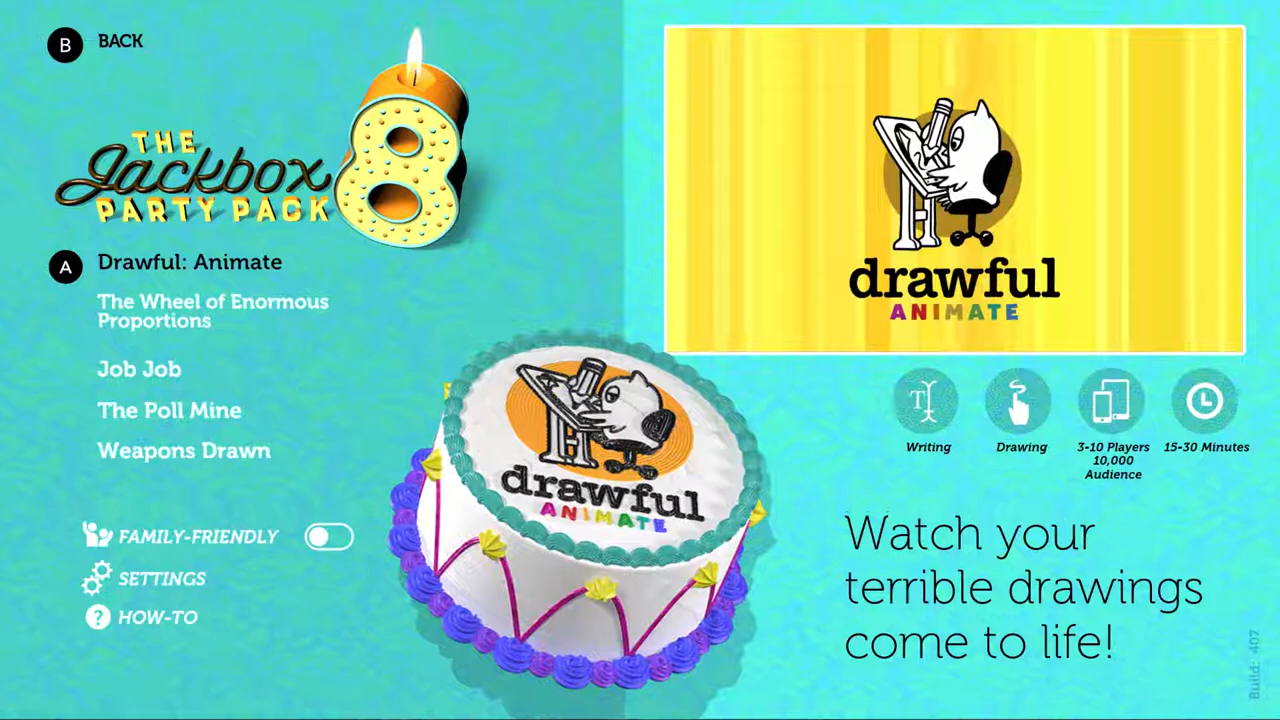 B BACK
THE
Jackbox
PARTY PACK
8
A Drawful: Animate
The Wheel of Enormous
Proportions
Job Job
The Poll Mine
Weapons Drawn
FAMILY-FRIENDLY
SETTINGS
? HOW-TO
drawful
ANIMATE
drawful
ANIMATE
T
Writing
Drawing
3-10 Players
10,000
Audience
15-30 Minutes
Watch your
terrible drawings
come to life!
Build: 407